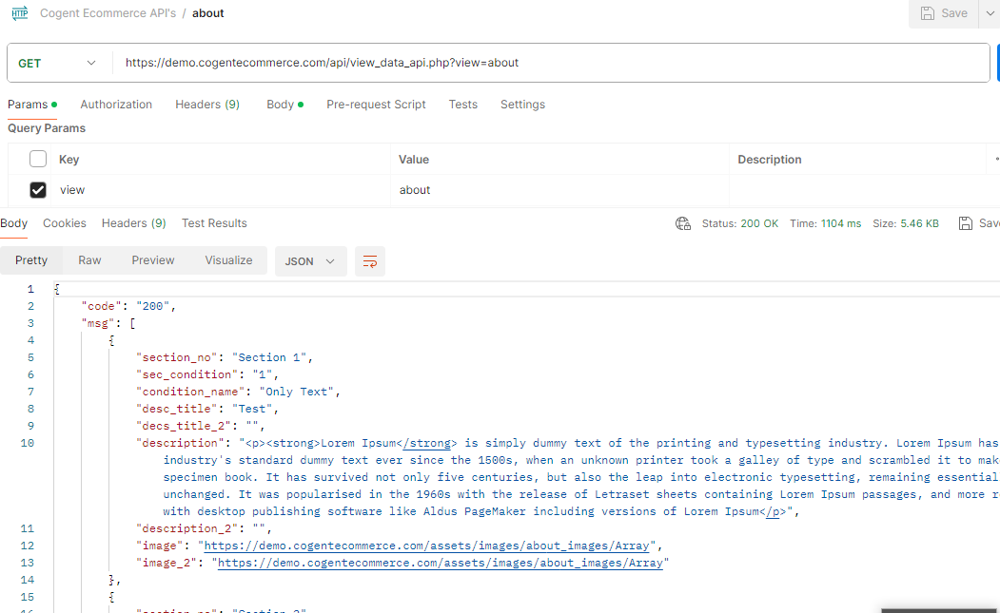 HTTP Cogent Ecommerce API's / about Save
GET https://demo.cogentecommerce.com/api/view_data_api.php?view=about
Params Authorization Headers (9) Body Pre-request Script Tests Settings
Query Params
Key Value Description
view about
Body Cookies Headers (9) Test Results Status: 200 OK Time: 1104 ms Size: 5.46 KB
Pretty Raw Preview Visualize JSON
1 {
2 "code": "200",
3 "msg": [
4 {
5 "section_no": "Section 1",
6 "sec_condition": "1",
7 "condition_name": "Only Text",
8 "desc_title": "Test",
9 "decs_title_2": "",
10 "description": "<p><strong>Lorem Ipsum</strong> is simply dummy text of the printing and typesetting industry. Lorem Ipsum has
industry's standard dummy text ever since the 1500s, when an unknown printer took a galley of type and scrambled it to
specimen book. It has survived not only five centuries, but also the leap into electronic typesetting, remaining
unchanged. It was popularised in the 1960s with the release of Letraset sheets containing Lorem Ipsum passages, and more
with desktop publishing software like Aldus PageMaker including versions of Lorem Ipsum</p>",
11 "description_2": "",
12 "image": "https://demo.cogentecommerce.com/assets/images/about_images/Array",
13 "image_2": "https://demo.cogentecommerce.com/assets/images/about_images/Array"
14 },
15 {